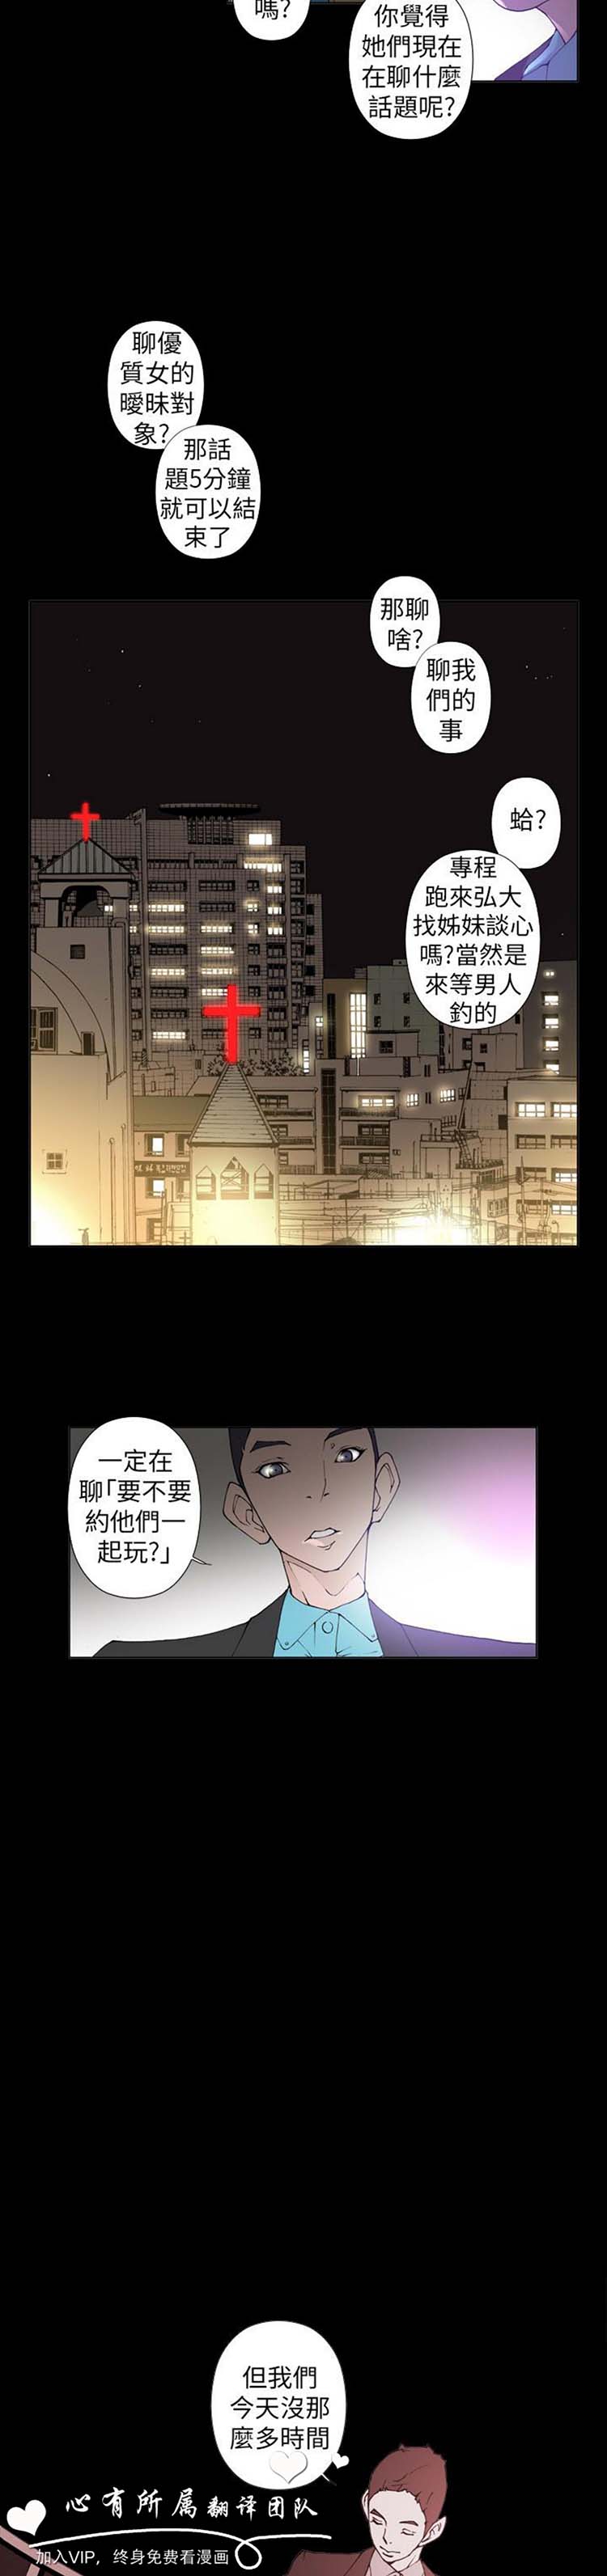 嗎?
你覺得
她們現在
在聊什麼
話題呢?
聊優
質女的
曖昧對
象?
那話
題5分鐘
就可以結
束了
那聊
啥?
聊我
們的
事
蛤?
專程
跑來弘大
找姊妹談心
嗎?當然是
來等男人
釣的
一定在
聊「要不要
約他們一
起玩?」
但我們
今天沒那
麼多時間
心有所属翻译团队
加入VIP，终身免费看漫画